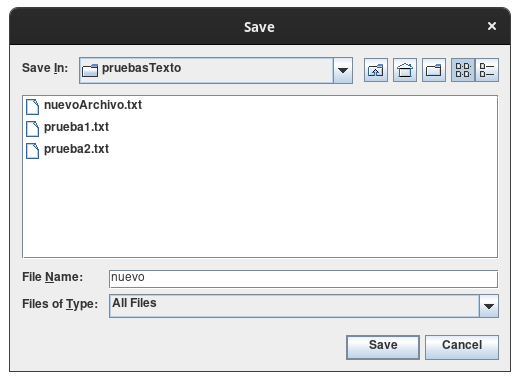 Save
Save In: pruebasTexto
nuevoArchivo.txt
prueba1.txt
prueba2.txt
File Name: nuevo
Files of Type: All Files
Save Cancel